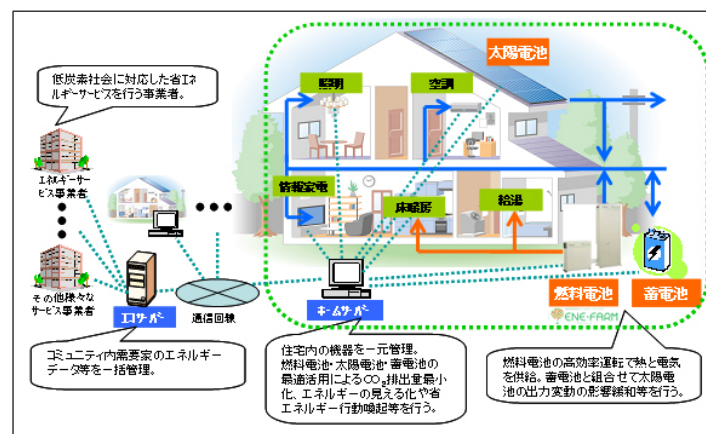 低炭素社会に対応した省エネ
ルギーサービスを行う事業者。
太陽電池
照明
空調
エネルギーサー
ビス事業者
情報家電
床暖房
給湯
その他様々な
サービス事業者
エコサーバー
通信回線
ホームサーバー
燃料電池
蓄電池
ENE·FARM
コミュニティ内需要家のエネルギー
データ等を一括管理。
住宅内の機器を一元管理。
燃料電池・太陽電池・蓄電池の
最適活用によるCO₂排出量最小
化、エネルギーの見える化や省
エネルギー行動喚起等を行う。
燃料電池の高効率運転で熱と電気
を供給。蓄電池と組合せて太陽電
池の出力変動の影響緩和等を行う。